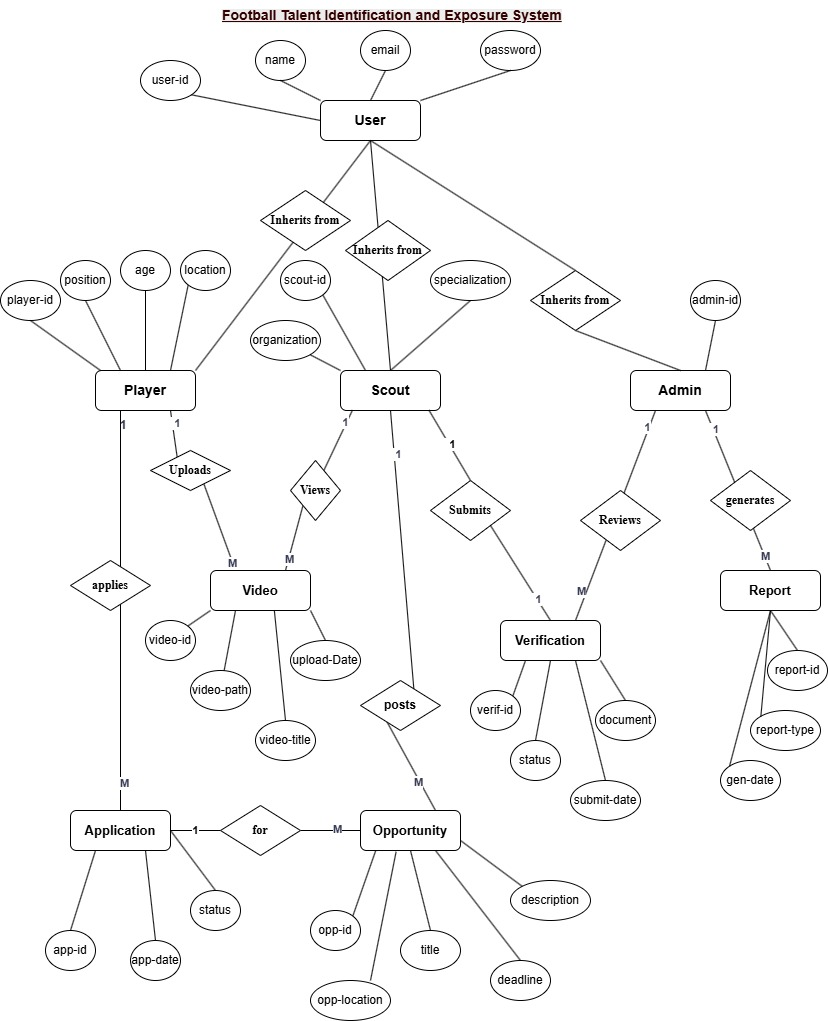 Football Talent Identification and Exposure System
user-id
name
email
password
User
Inherits from
Inherits from
Inherits from
player-id
position
age
location
scout-id
specialization
organization
admin-id
Player
Scout
Admin
1
1
1
1
1
1
1
Uploads
Views
Submits
Reviews
generates
applies
M
M
1
M
M
Video
Verification
Report
video-id
video-path
video-title
upload-Date
verif-id
status
submit-date
document
report-id
report-type
gen-date
posts
M
M
Application
1
for
M
Opportunity
app-id
app-date
status
opp-id
opp-location
title
deadline
description